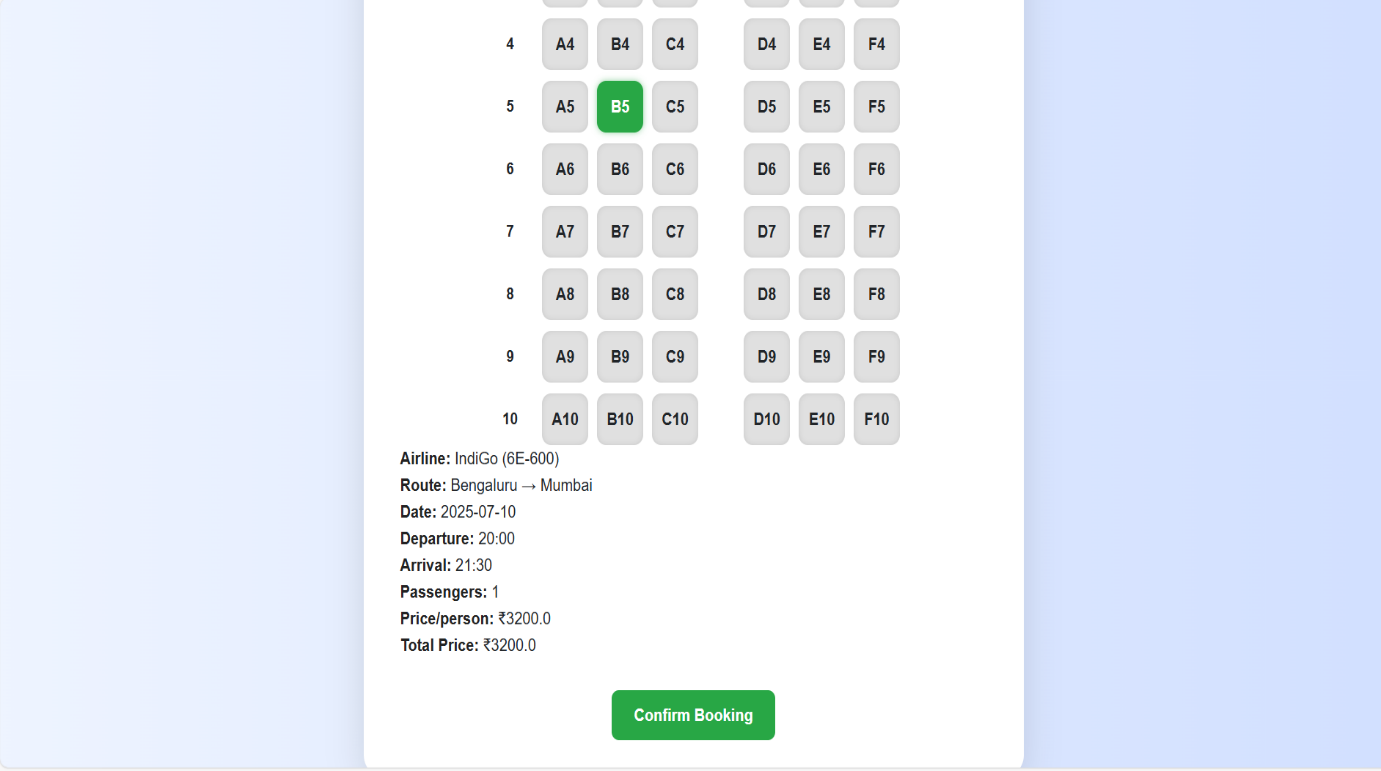 4 A4 B4 C4 D4 E4 F4
5 A5 B5 C5 D5 E5 F5
6 A6 B6 C6 D6 E6 F6
7 A7 B7 C7 D7 E7 F7
8 A8 B8 C8 D8 E8 F8
9 A9 B9 C9 D9 E9 F9
10 A10 B10 C10 D10 E10 F10
Airline: IndiGo (6E-600)
Route: Bengaluru → Mumbai
Date: 2025-07-10
Departure: 20:00
Arrival: 21:30
Passengers: 1
Price/person: ₹3200.0
Total Price: ₹3200.0
Confirm Booking